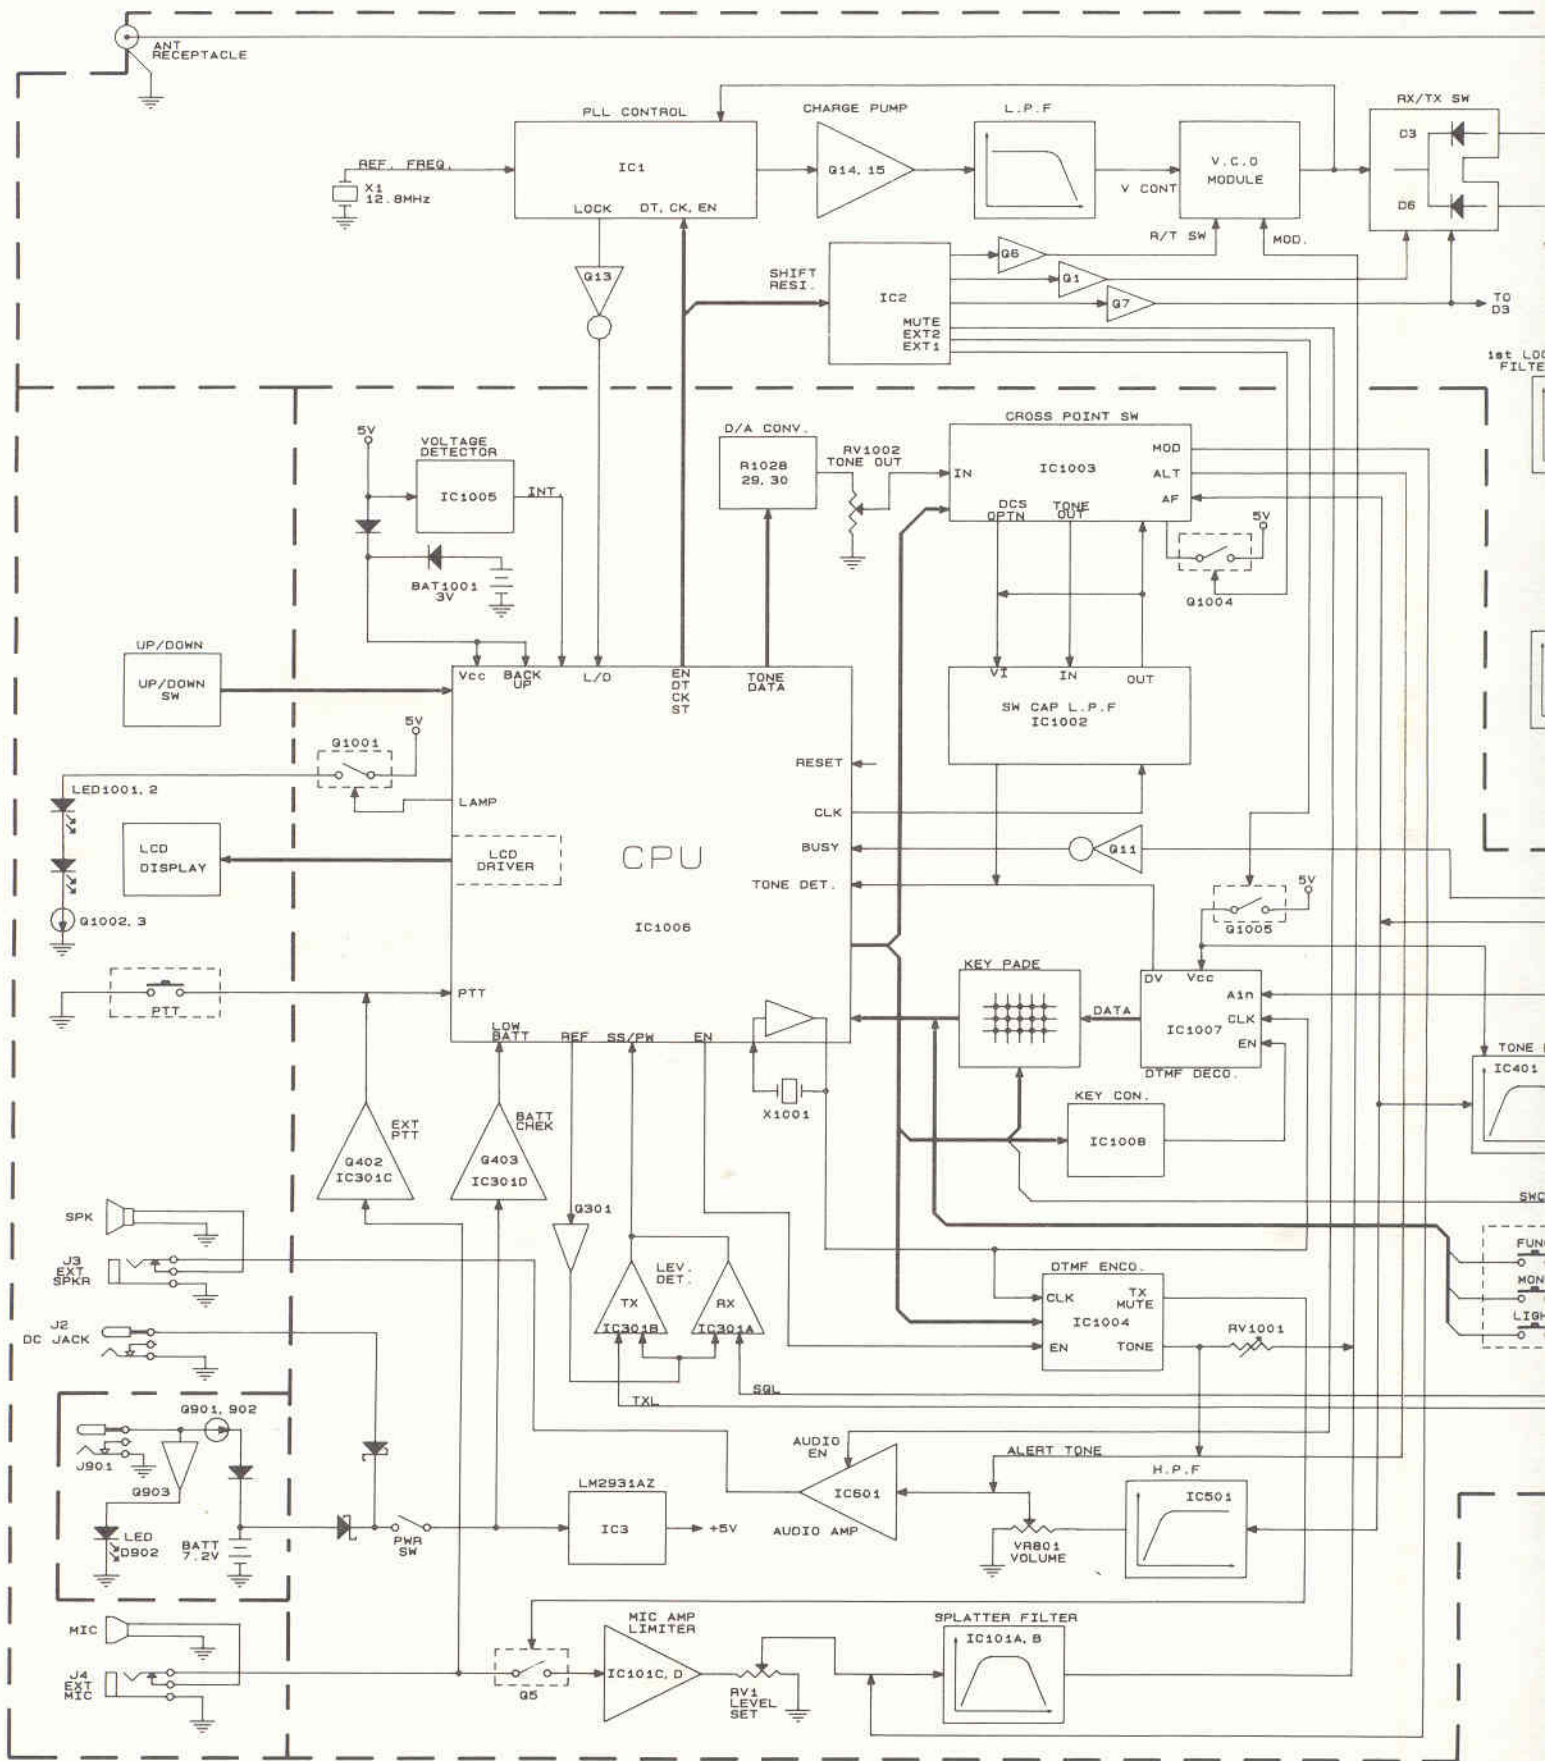 ANT
RECEPTACLE
PLL CONTROL
IC1
LOCK DT, CK, EN
REF. FREQ.
X1
12.8MHz
CHARGE PUMP
Q14, 15
L.P.F
V CONT
V.C.O
MODULE
R/T SW
MOD.
RX/TX SW
D3
D6
Q13
SHIFT
RESI.
IC2
MUTE
EXT2
EXT1
Q6
Q1
Q7
TO
D3
5V
VOLTAGE
DETECTOR
IC1005
INT.
BAT1001
3V
D/A CONV.
R1028
29, 30
RV1002
TONE OUT
CROSS POINT SW
IN
IC1003
MOD
ALT
AF
DCS
OPTN
TONE
OUT
5V
Q1004
UP/DOWN
UP/DOWN
SW
Vcc
BACK
UP
L/D
EN
DT
CK
ST
TONE
DATA
VI
IN
OUT
SW CAP L.P.F
IC1002
5V
Q1001
LED1001, 2
LAMP
RESET
CLK
BUSY
TONE DET.
LCD
DISPLAY
LCD
DRIVER
CPU
IC1006
Q11
Q1002, 3
5V
Q1005
PTT
PTT
KEY PADE
DATA
DV
Vcc
Ain
CLK
EN
IC1007
DTMF DECO.
LOW
BATT
REF
SS/PW
EN
X1001
KEY CON.
IC1008
TONE
IC401
EXT
PTT
Q402
IC301C
BATT
CHEK
Q403
IC301D
SPK
J3
EXT
SPKR
Q301
LEV.
DET.
TX
IC301B
RX
IC301A
DTMF ENCO.
CLK
TX
MUTE
IC1004
EN
TONE
RV1001
J2
DC JACK
TXL
SQL
Q901, 902
J901
Q903
LED
D902
BATT
7.2V
PWR
SW
LM2931AZ
IC3
+5V
AUDIO
EN
IC601
AUDIO AMP
ALERT TONE
H.P.F
IC501
VR801
VOLUME
MIC
J4
EXT
MIC
Q5
MIC AMP
LIMITER
IC101C, D
RV1
LEVEL
SET
SPLATTER FILTER
IC101A, B